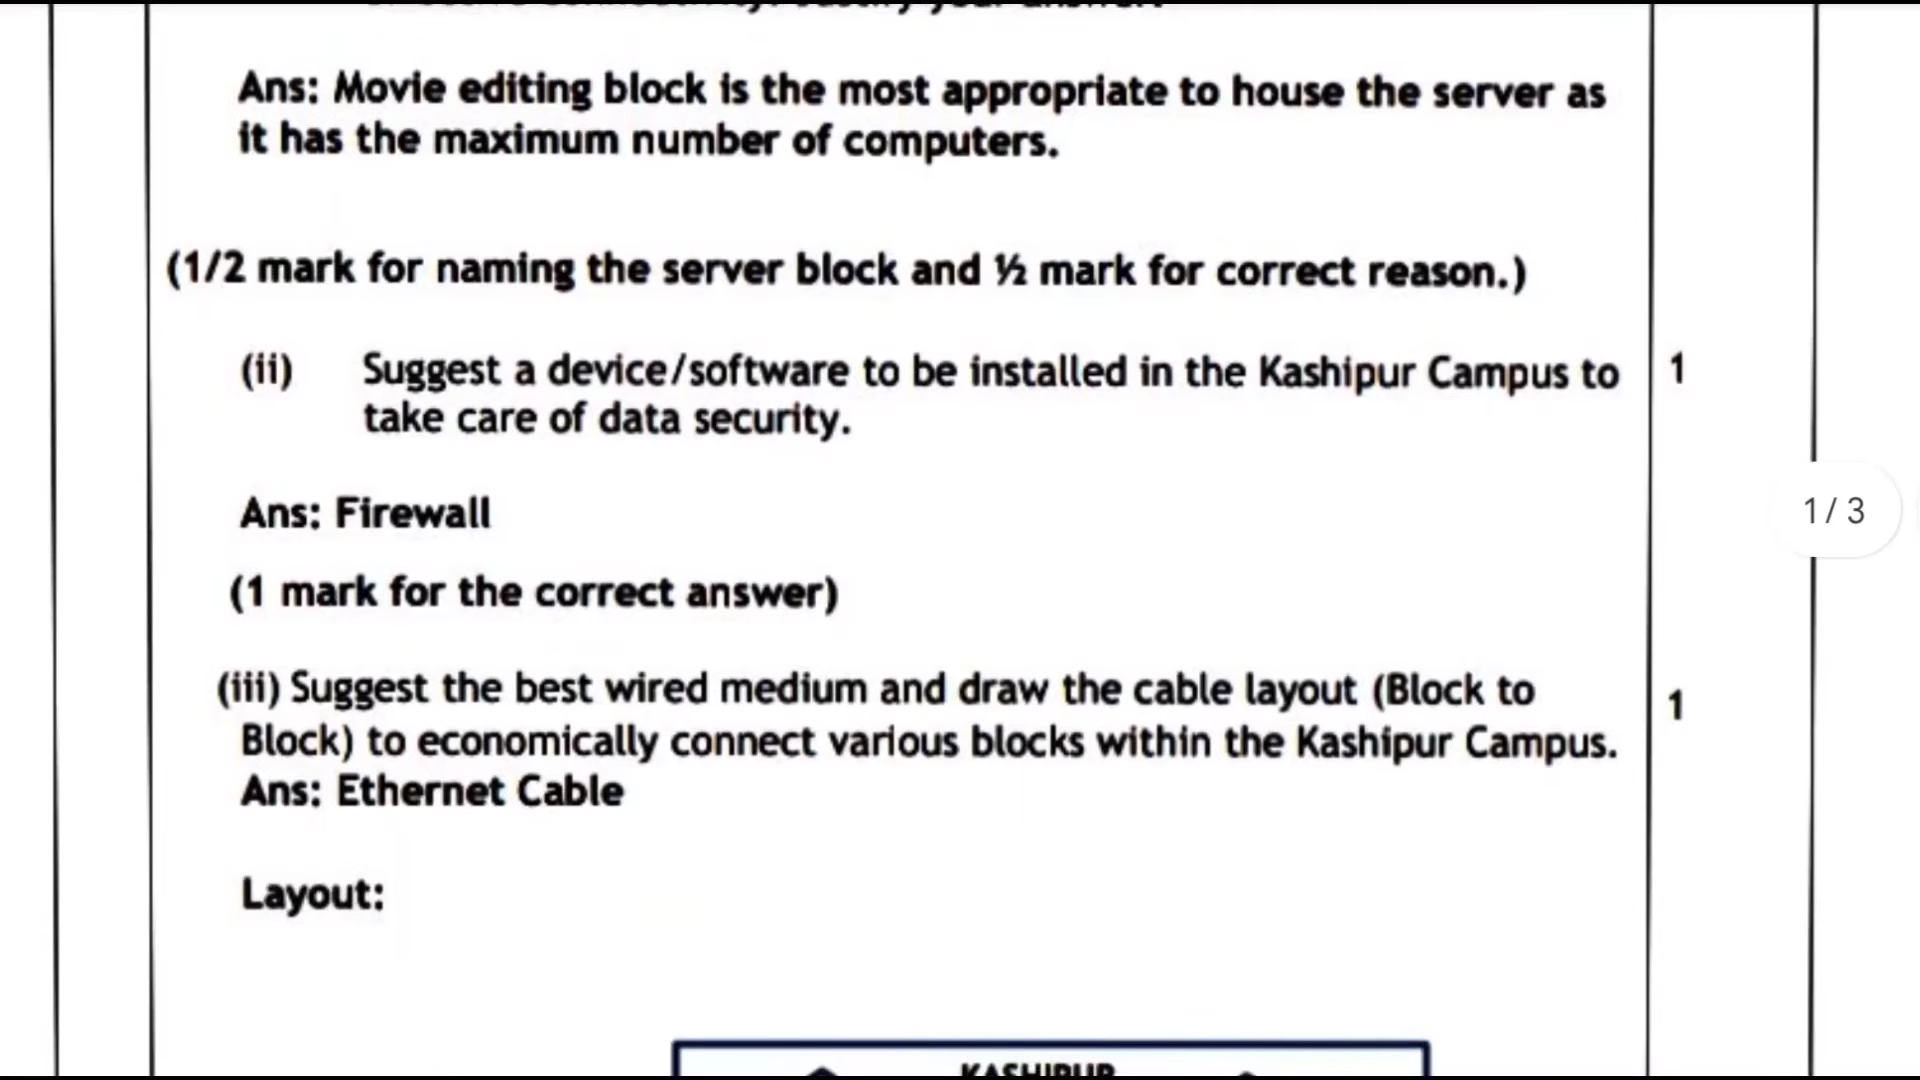 Ans: Movie editing block is the most appropriate to house the server as
it has the maximum number of computers.
(1/2 mark for naming the server block and ½ mark for correct reason.)
(ii) Suggest a device/software to be installed in the Kashipur Campus to 1
take care of data security.
Ans: Firewall
1 / 3
(1 mark for the correct answer)
(iii) Suggest the best wired medium and draw the cable layout (Block to 1
Block) to economically connect various blocks within the Kashipur Campus.
Ans: Ethernet Cable
Layout:
KASHIPUR